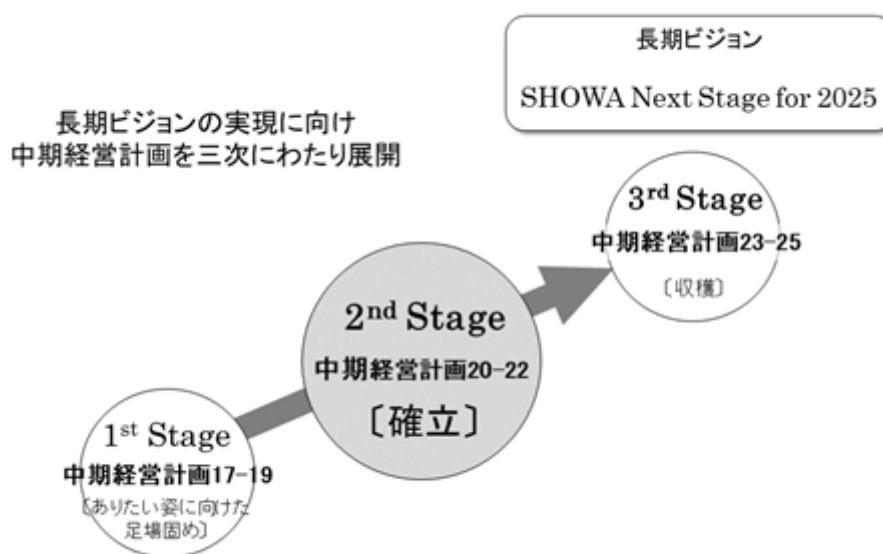 長期ビジョン
SHOWA Next Stage for 2025
長期ビジョンの実現に向け
中期経営計画を三次にわたり展開
3rd Stage
中期経営計画23-25
〔収穫〕
2nd Stage
中期経営計画20-22
〔確立〕
1st Stage
中期経営計画17-19
〔ありたい姿に向けた
足場固め〕